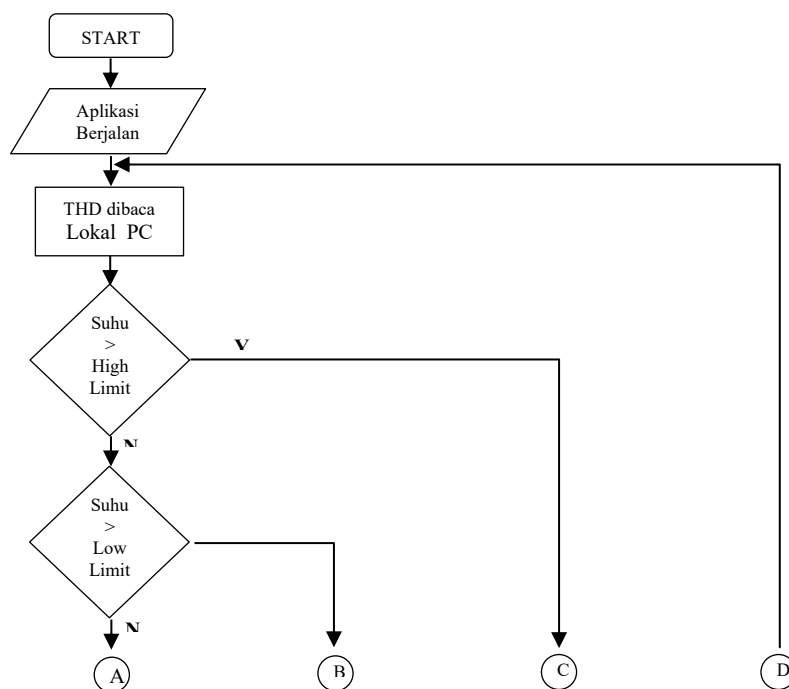 START
Aplikasi
Berjalan
THD dibaca
Lokal PC
Suhu
>
High
Limit
Suhu
>
Low
Limit
A
B
C
D